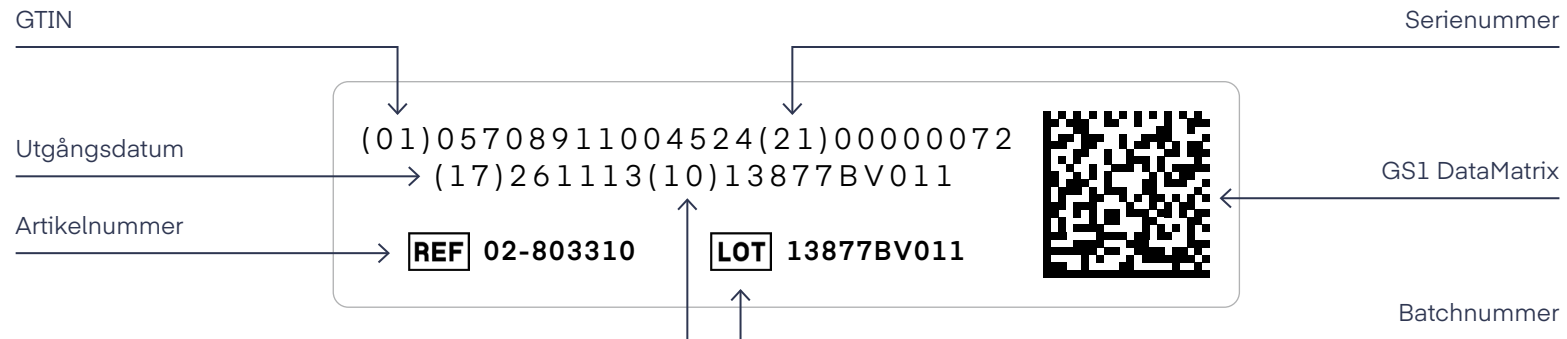 GTIN
Serienummer
(01)05708911004524(21)00000072
Utgångsdatum
(17)261113(10)13877BV011
GS1 DataMatrix
Artikelnummer
REF 02-803310 LOT 13877BV011
Batchnummer